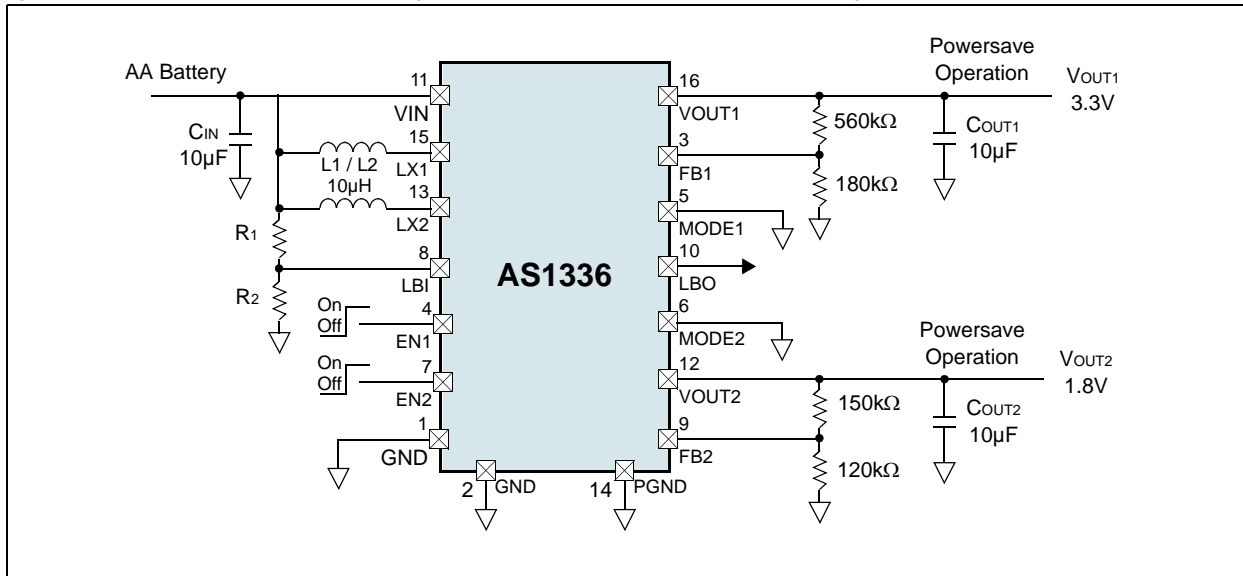 AA Battery
CIN
10µF
L1 / L2
10µH
R1
R2
On
Off
On
Off
11
VIN
15
LX1
13
LX2
8
LBI
4
EN1
7
EN2
1
GND
2
GND
14
PGND
AS1336
16
VOUT1
3
FB1
5
MODE1
10
LBO
6
MODE2
12
VOUT2
9
FB2
560kΩ
180kΩ
Powersave
Operation
COUT1
10µF
VOUT1
3.3V
150kΩ
120kΩ
Powersave
Operation
COUT2
10µF
VOUT2
1.8V